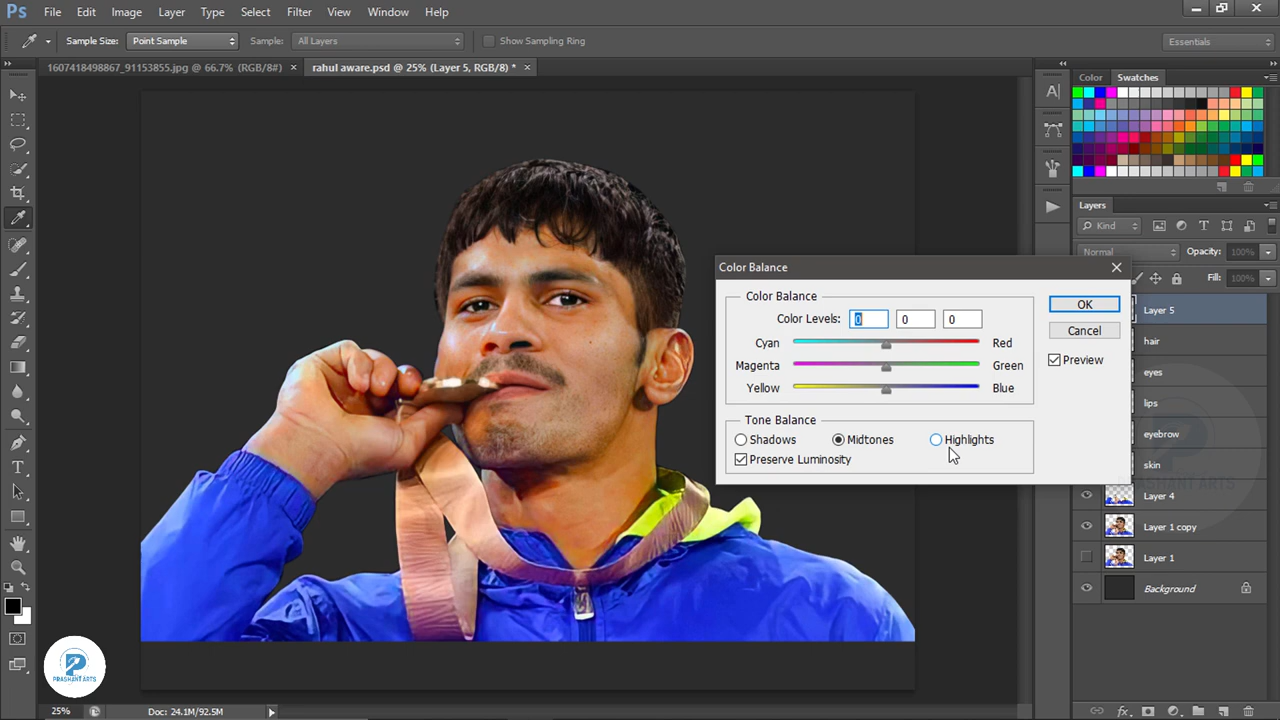 Ps File Edit Image Layer Type Select Filter View Window Help
Sample Size: Point Sample Sample: All Layers Show Sampling Ring Essentials
1607418498867_91153855.jpg @ 66.7% (RGB/8#) × rahul aware.psd @ 25% (Layer 5, RGB/8) * ×
Color Swatches
Layers
Kind
Normal Opacity: 100%
Fill: 100%
Layer 5
hair
eyes
lips
eyebrow
skin
Layer 4
Layer 1 copy
Layer 1
Background
Color Balance
Color Balance
Color Levels: 0 0 0
Cyan Red
Magenta Green
Yellow Blue
Tone Balance
Shadows Midtones Highlights
Preserve Luminosity
OK
Cancel
Preview
PRASHANT ARTS
PRASHANT ARTS
25% Doc: 24.1M/92.5M